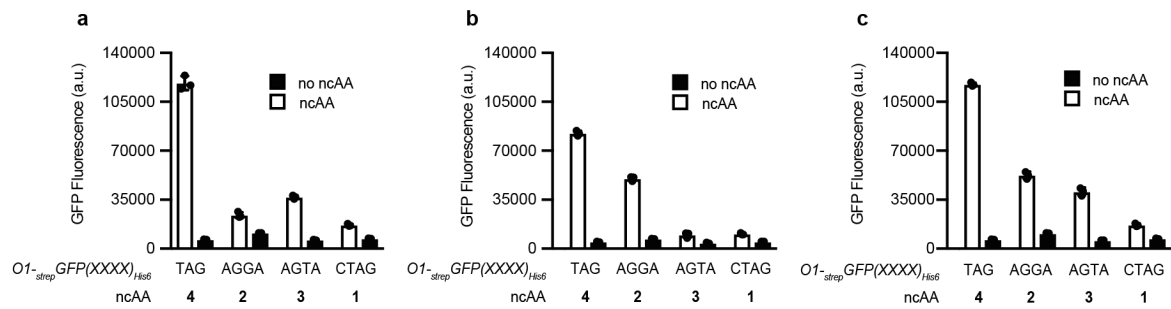 a
140000
105000
70000
35000
0
GFP Fluorescence (a.u.)
no ncAA
ncAA
TAG AGGA AGTA CTAG
O1-strepGFP(XXXX)His6
ncAA 4 2 3 1
b
140000
105000
70000
35000
0
GFP Fluorescence (a.u.)
no ncAA
ncAA
TAG AGGA AGTA CTAG
O1-strepGFP(XXXX)His6
ncAA 4 2 3 1
c
140000
105000
70000
35000
0
GFP Fluorescence (a.u.)
no ncAA
ncAA
TAG AGGA AGTA CTAG
O1-strepGFP(XXXX)His6
ncAA 4 2 3 1